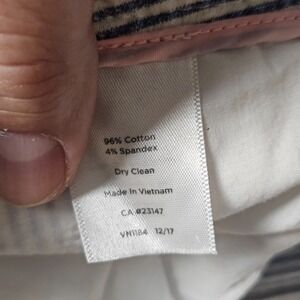 96% Cotton
4% Spandex
Dry Clean
Made in Vietnam
CA #23147
VN1184 12/17